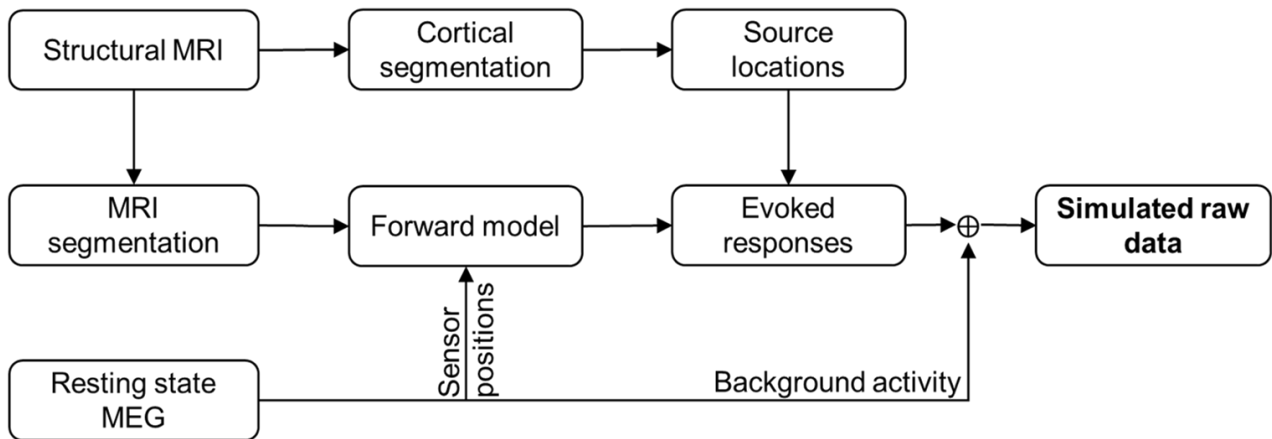 Structural MRI
Cortical
segmentation
Source
locations
MRI
segmentation
Forward model
Evoked
responses
Simulated raw
data
Sensor
positions
Resting state
MEG
Background activity